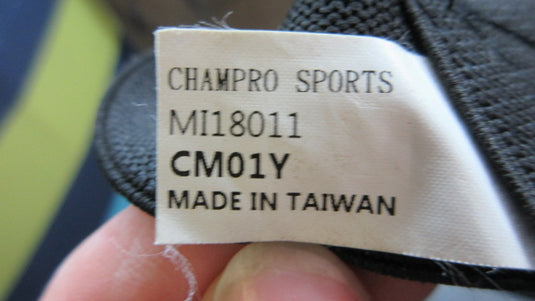 CHAMPRO SPORTS
MI18011
CM01Y
MADE IN TAIWAN